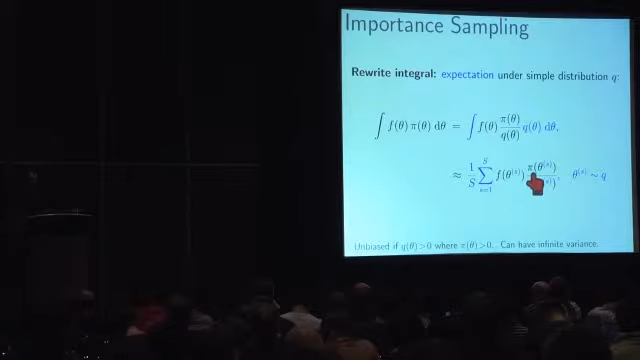 Importance Sampling
Rewrite integral: expectation under simple distribution q:
∫ f(θ) π(θ) dθ = ∫ f(θ) π(θ)/q(θ) q(θ) dθ,
≈ 1/S ∑_{s=1}^{S} f(θ^(s)) π(θ^(s)) , θ^(s) ∼ q
Unbiased if q(θ)>0 where π(θ)>0. Can have infinite variance.